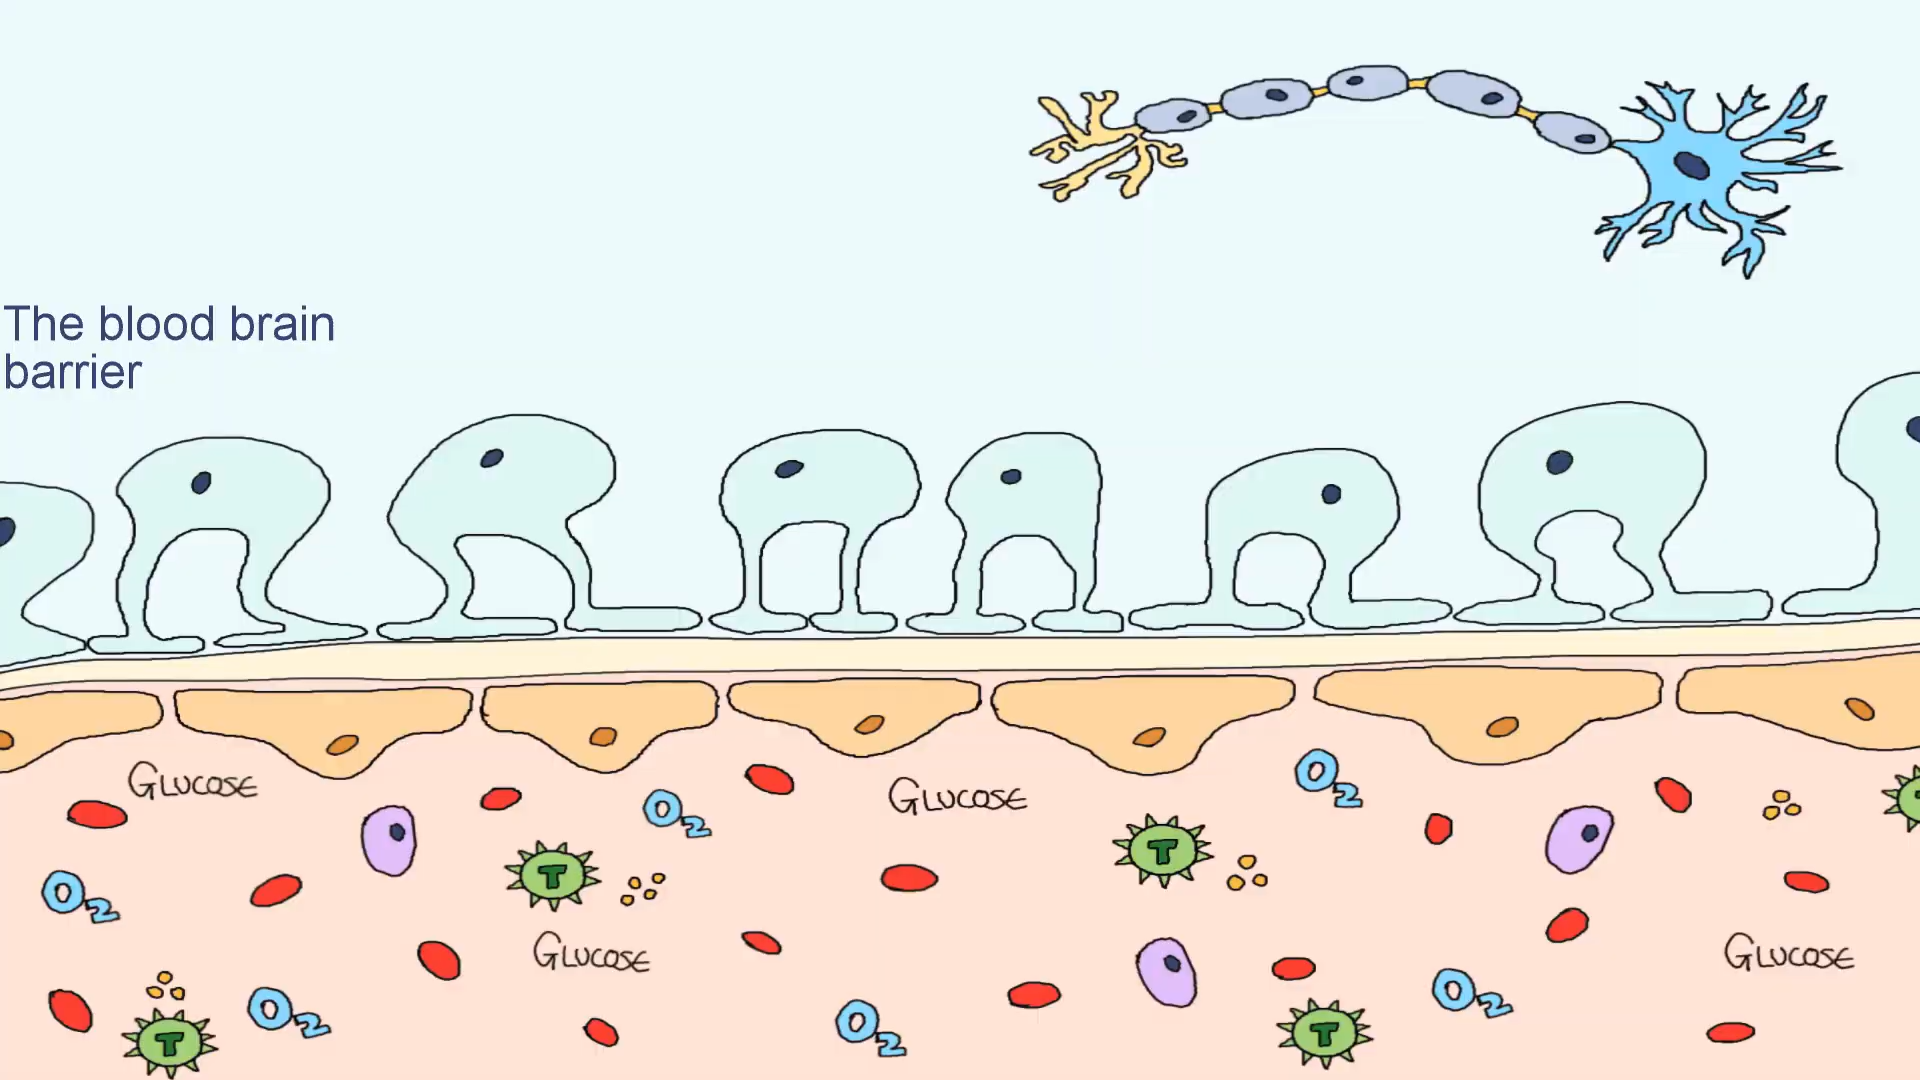 The blood brain
barrier
GLUCOSE
GLUCOSE
O2
O2
T
T
O2
GLUCOSE
GLUCOSE
O2
O2
O2
T
T